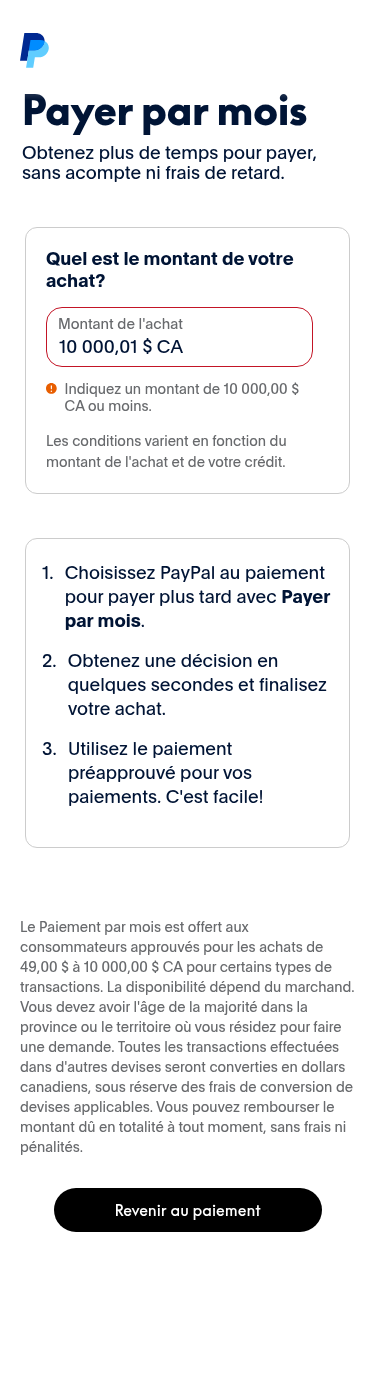 Payer par mois
Obtenez plus de temps pour payer,
sans acompte ni frais de retard.
Quel est le montant de votre
achat?
Montant de l'achat
10 000,01 $ CA
Indiquez un montant de 10 000,00 $
CA ou moins.
Les conditions varient en fonction du
montant de l'achat et de votre crédit.
1. Choisissez PayPal au paiement
pour payer plus tard avec Payer
par mois.
2. Obtenez une décision en
quelques secondes et finalisez
votre achat.
3. Utilisez le paiement
préapprouvé pour vos
paiements. C'est facile!
Le Paiement par mois est offert aux
consommateurs approuvés pour les achats de
49,00 $ à 10 000,00 $ CA pour certains types de
transactions. La disponibilité dépend du marchand.
Vous devez avoir l'âge de la majorité dans la
province ou le territoire où vous résidez pour faire
une demande. Toutes les transactions effectuées
dans d'autres devises seront converties en dollars
canadiens, sous réserve des frais de conversion de
devises applicables. Vous pouvez rembourser le
montant dû en totalité à tout moment, sans frais ni
pénalités.
Revenir au paiement